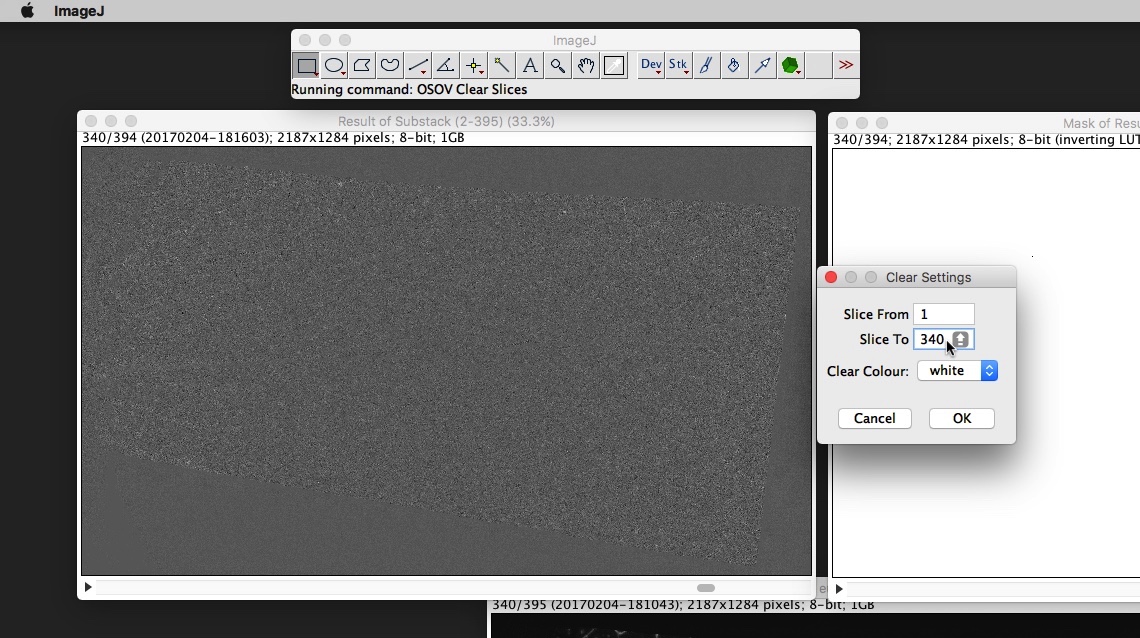 ImageJ
ImageJ
Dev
Stk
>>
Running command: OSOV Clear Slices
Result of Substack (2-395) (33.3%)
340/394 (20170204-181603); 2187x1284 pixels; 8-bit; 1GB
Mask of Resu
340/394; 2187x1284 pixels; 8-bit (inverting LUT
Clear Settings
Slice From 1
Slice To 340
Clear Colour: white
Cancel OK
340/395 (20170204-181043); 2187x1284 pixels; 8-bit; 1GB